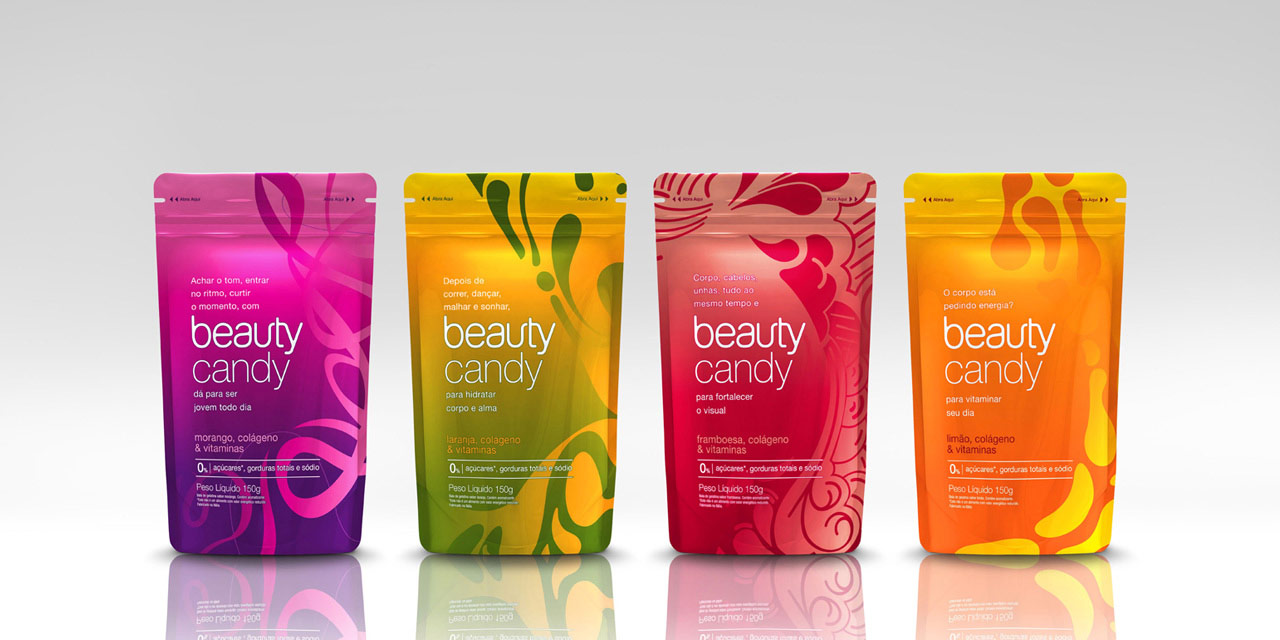 Abra Aqui
Abra Aqui
Achar o tom, entrar
no ritmo, curtir
o momento, com
beauty
candy
dá para ser
jovem todo dia
morango, colágeno
& vitaminas
0% açúcares*, gorduras totais e sódio
Peso Líquido 150g
Abra Aqui
Abra Aqui
Depois de
correr, dançar,
malhar e sonhar,
beauty
candy
para hidratar
corpo e alma
laranja, colágeno
& vitaminas
0% açúcares*, gorduras totais e sódio
Peso Líquido 150g
Abra Aqui
Abra Aqui
Corpo, cabelos,
unhas, tudo ao
mesmo tempo e
beauty
candy
para fortalecer
o visual
framboesa, colágeno
& vitaminas
0% açúcares*, gorduras totais e sódio
Peso Líquido 150g
Abra Aqui
Abra Aqui
O corpo está
pedindo energia?
beauty
candy
para vitaminar
seu dia
limão, colágeno
& vitaminas
0% açúcares*, gorduras totais e sódio
Peso Líquido 150g